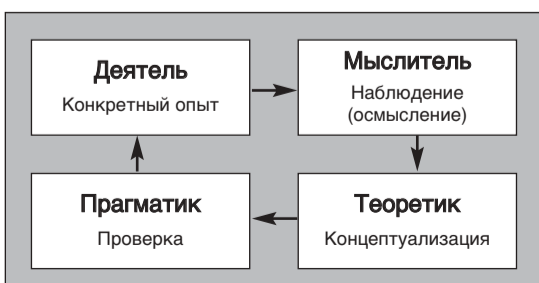 Деятель
Конкретный опыт
Мыслитель
Наблюдение
(осмысление)
Прагматик
Проверка
Теоретик
Концептуализация